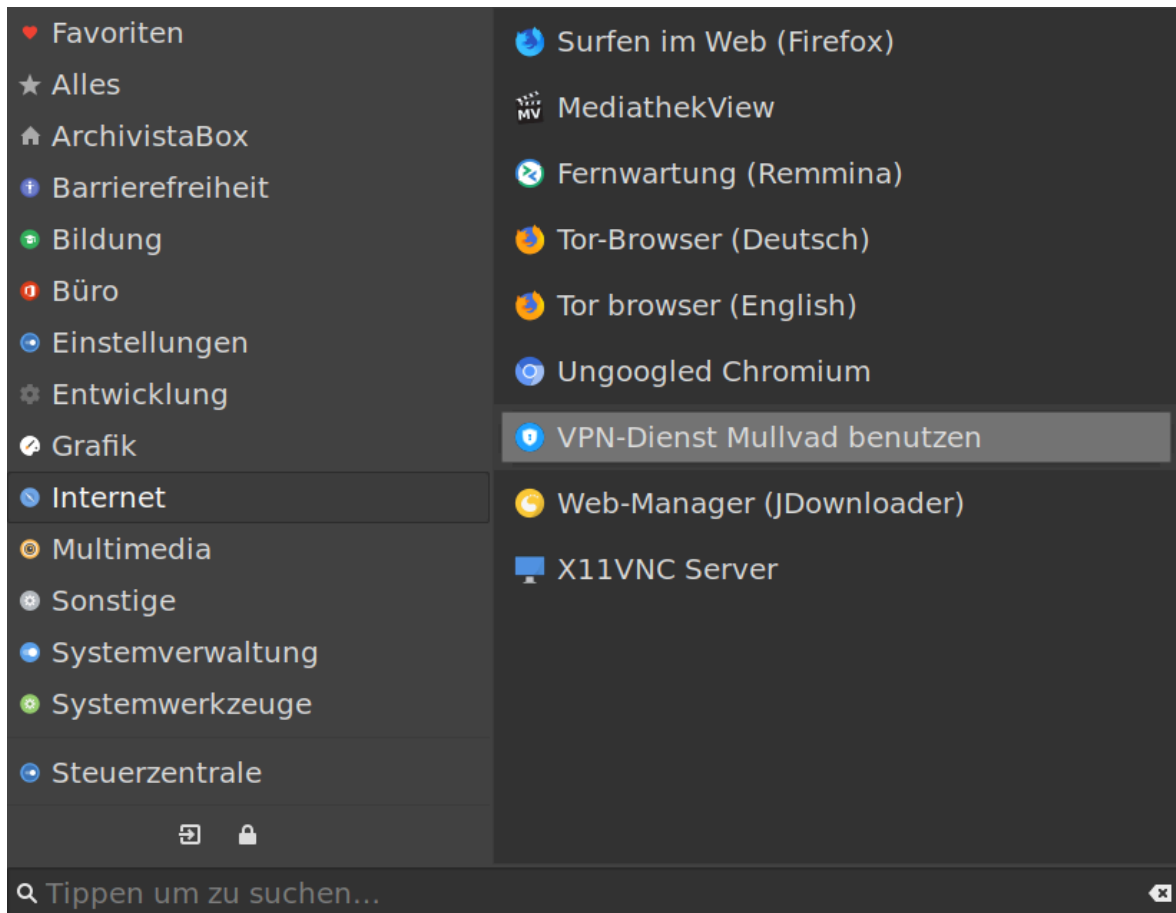 Favoriten
Alles
ArchivistaBox
Barrierefreiheit
Bildung
Büro
Einstellungen
Entwicklung
Grafik
Internet
Multimedia
Sonstige
Systemverwaltung
Systemwerkzeuge
Steuerzentrale
Surfen im Web (Firefox)
MV
MediathekView
Fernwartung (Remmina)
Tor-Browser (Deutsch)
Tor browser (English)
Ungoogled Chromium
VPN-Dienst Mullvad benutzen
Web-Manager (JDownloader)
X11VNC Server
Tippen um zu suchen...